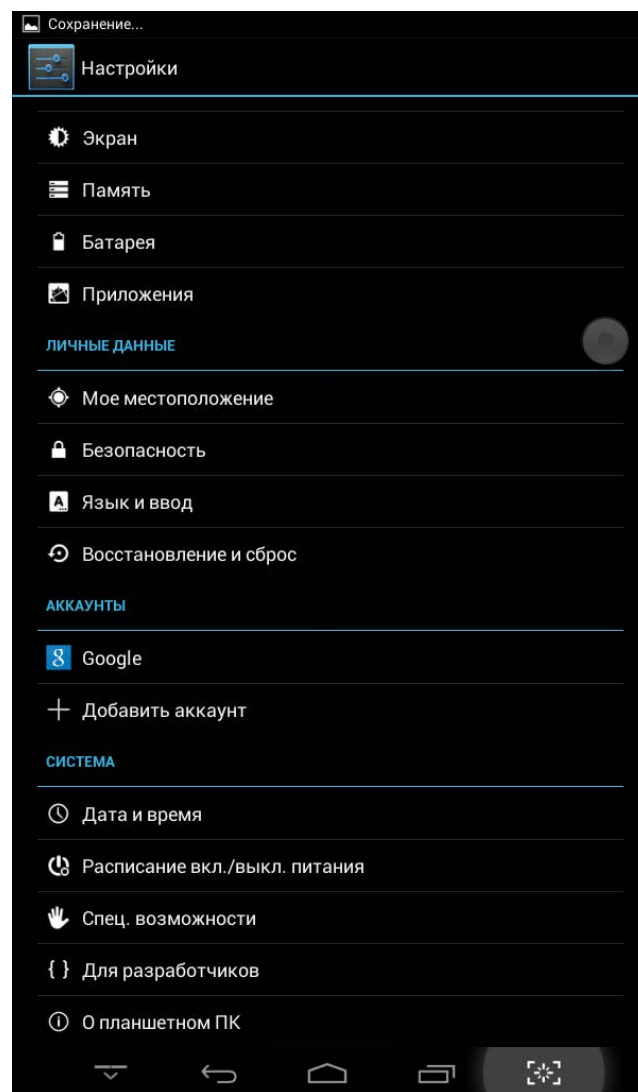 Сохранение...
Настройки
Экран
Память
Батарея
Приложения
ЛИЧНЫЕ ДАННЫЕ
Мое местоположение
Безопасность
Язык и ввод
Восстановление и сброс
АККАУНТЫ
Google
Добавить аккаунт
СИСТЕМА
Дата и время
Расписание вкл./выкл. питания
Спец. возможности
Для разработчиков
О планшетном ПК